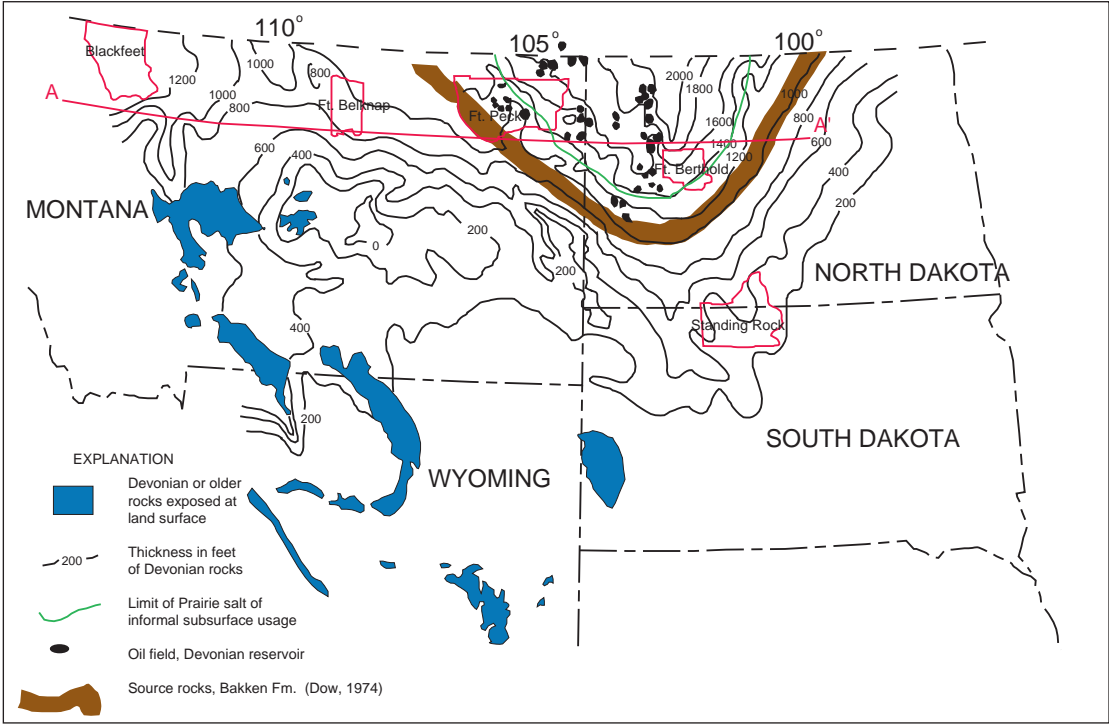 110°
105°
100°
Blackfeet
1200
1000
800
1000
800
A
Ft. Belknap
Ft. Peck
2000
1800
1600
1400
1200
1000
800
600
A'
Ft. Berthold
400
200
600
400
MONTANA
0
200
200
NORTH DAKOTA
Standing Rock
400
200
SOUTH DAKOTA
WYOMING
EXPLANATION
Devonian or older
rocks exposed at
land surface
200
Thickness in feet
of Devonian rocks
Limit of Prairie salt of
informal subsurface usage
Oil field, Devonian reservoir
Source rocks, Bakken Fm. (Dow, 1974)